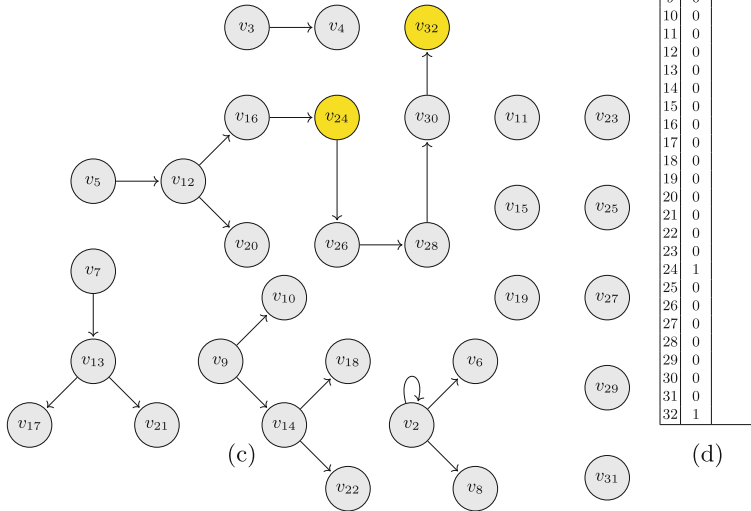 v3 v4 v32
v16 v24 v30 v11 v23
v5 v12
v15 v25
v20 v26 v28
v7
v10 v19 v27
v13 v9 v18 v6
v29
v17 v21 v14 v2
(c)
v22 v8 v31
10 0
11 0
12 0
13 0
14 0
15 0
16 0
17 0
18 0
19 0
20 0
21 0
22 0
23 0
24 1
25 0
26 0
27 0
28 0
29 0
30 0
31 0
32 1
(d)